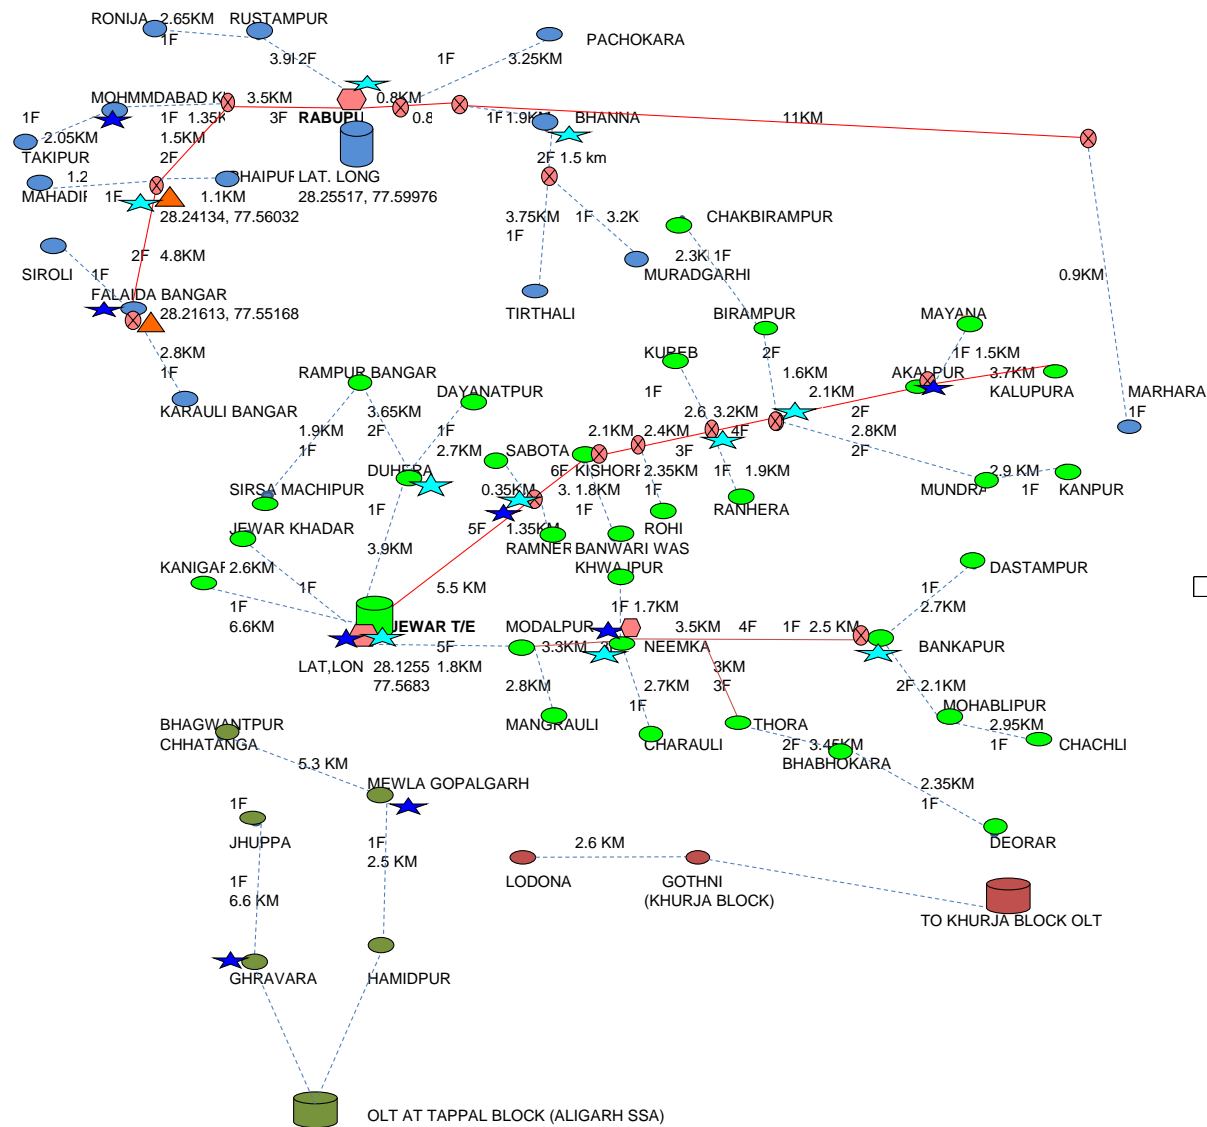 RONIJA 2.65KM RUSTAMPUR
1F
PACHOKARA
2F 1F 3.25KM
MOHMMDABAD 3.5KM 0.8KM
1F 1F 3F RABUPU 1F 1.9KM BHANNA 11KM
2.05KM 1.5KM
TAKIPUR 2F 2F 1.5 km
1.2 LAT. LONG
1F 1.1KM 28.25517, 77.59976
28.24134, 77.56032
3.75KM 1F
1F
CHAKBIRAMPUR
2F 4.8KM
SIROLI 1F
1F
MURADGARHI
0.9KM
FALAIDA BANGAR
28.21613, 77.55168
TIRTHALI
BIRAMPUR
MAYANA
2.8KM
1F
KUREB
2F
1F 1.5KM
RAMPUR BANGAR
1.6KM
AKALPUR
3.7KM
DAYANATPUR
1F
2.1KM
KALUPURA
MARHARA
KARAULI BANGAR
3.65KM
2F
1F
1.9KM
1F
2.6 3.2KM
2F
2.1KM 2.4KM 4F
2.8KM
2F
2.7KM
SABOTA
3F
DUHERA
6F KISHORP 2.35KM 1F 1.9KM
2.9 KM
1F
SIRSA MACHIPUR
0.35KM 3. 1.8KM 1F
MUNDRA
KANPUR
1F
1F
RANHERA
JEWAR KHADAR
5F 1.35KM
ROHI
3.9KM
RAMNER BANWARI WAS
KHWAJPUR
KANIGAR 2.6KM
1F
5.5 KM
DASTAMPUR
1F
2.7KM
1F
6.6KM
1F 1.7KM
JEWAR T/E
MODALPUR
3.5KM 4F 1F 2.5 KM
5F
3.3KM
NEEMKA
BANKAPUR
LAT,LON 28.1255 1.8KM
77.5683
3KM
3F
2.8KM
2.7KM
1F
2F 2.1KM
MOHABLIPUR
MANGRAULI
THORA
2.95KM
1F
BHAGWANTPUR
CHHATANGA
CHARAULI
2F 3.45KM
CHACHLI
BHABHOKARA
5.3 KM
MEWLA GOPALGARH
2.35KM
1F
1F
JHUPPA
1F
2.5 KM
DEORAR
2.6 KM
1F
6.6 KM
LODONA
GOTHNI
(KHURJA BLOCK)
TO KHURJA BLOCK OLT
GHRAVARA
HAMIDPUR
OLT AT TAPPAL BLOCK (ALIGARH SSA)